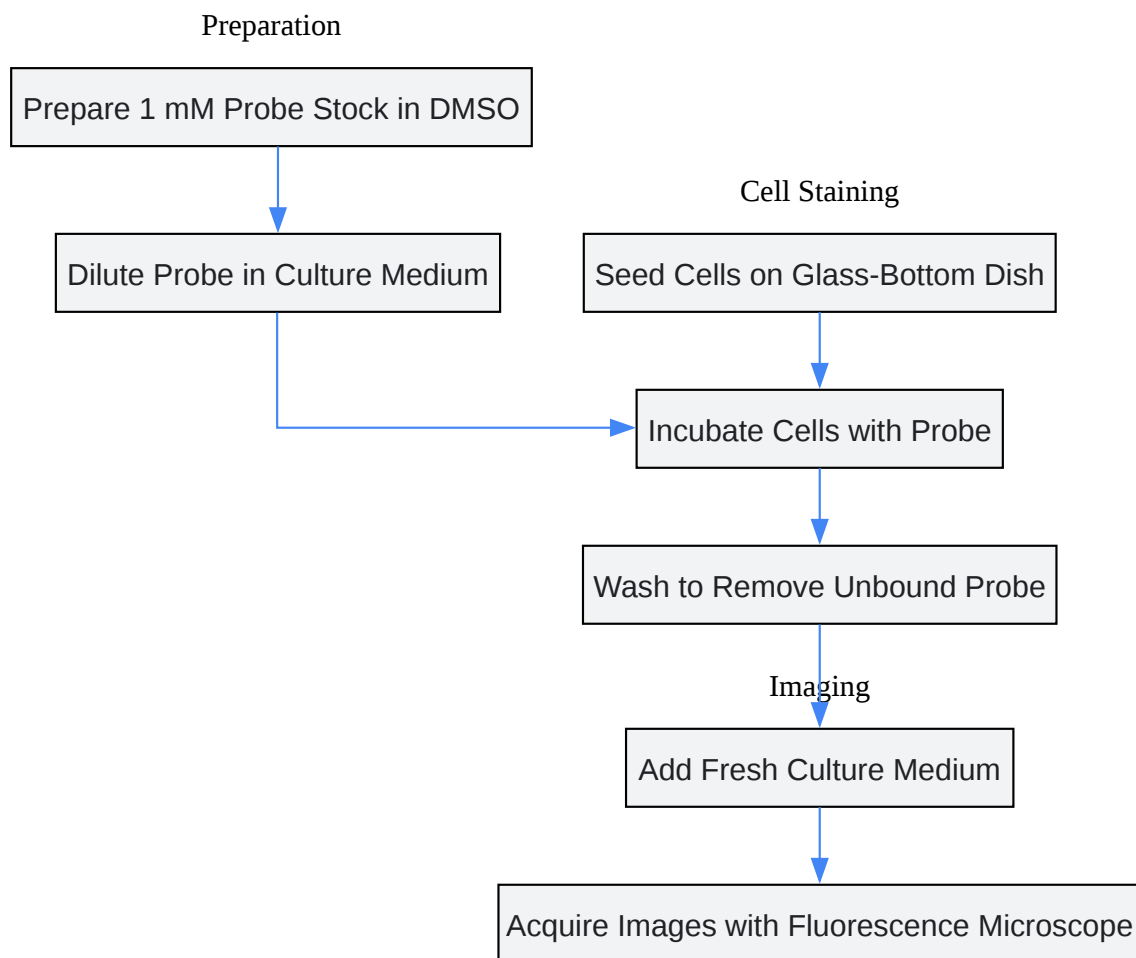 Preparation
Prepare 1 mM Probe Stock in DMSO
Dilute Probe in Culture Medium
Cell Staining
Seed Cells on Glass-Bottom Dish
Incubate Cells with Probe
Wash to Remove Unbound Probe
Imaging
Add Fresh Culture Medium
Acquire Images with Fluorescence Microscope